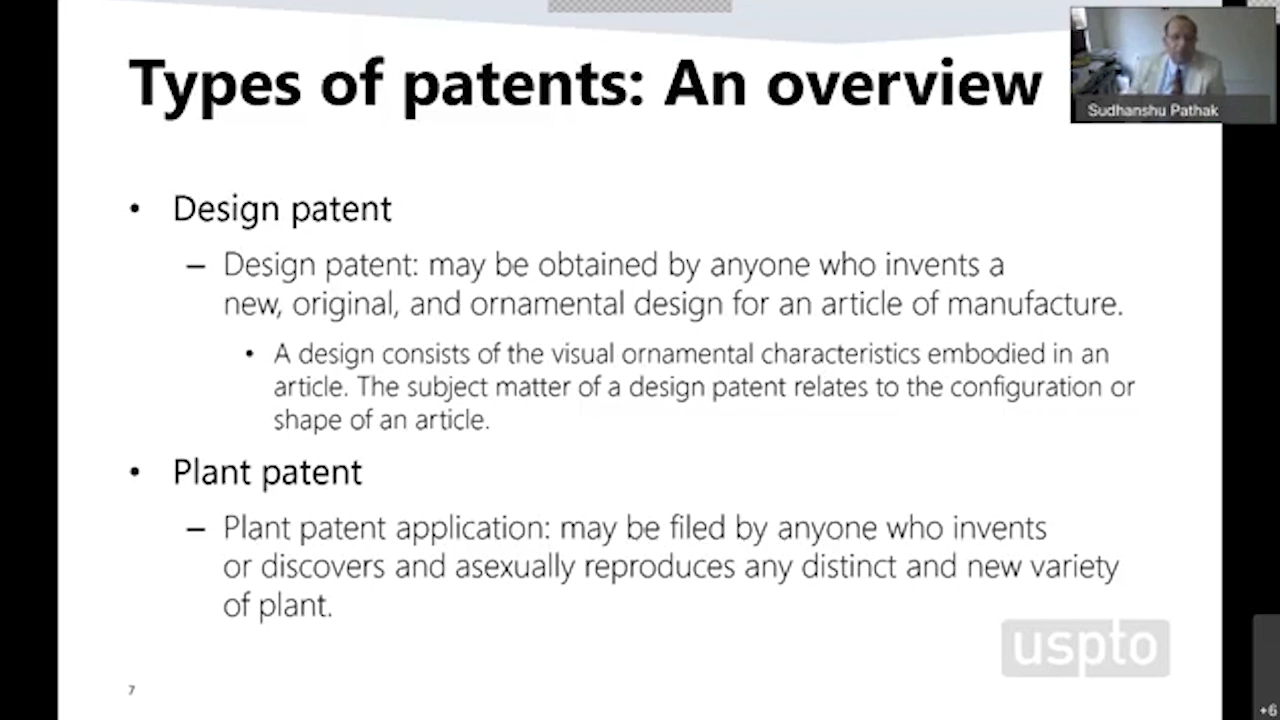 Types of patents: An overview
Sudhanshu Pathak
• Design patent
– Design patent: may be obtained by anyone who invents a
new, original, and ornamental design for an article of manufacture.
• A design consists of the visual ornamental characteristics embodied in an
article. The subject matter of a design patent relates to the configuration or
shape of an article.
• Plant patent
– Plant patent application: may be filed by anyone who invents
or discovers and asexually reproduces any distinct and new variety
of plant.
uspto
7
+6